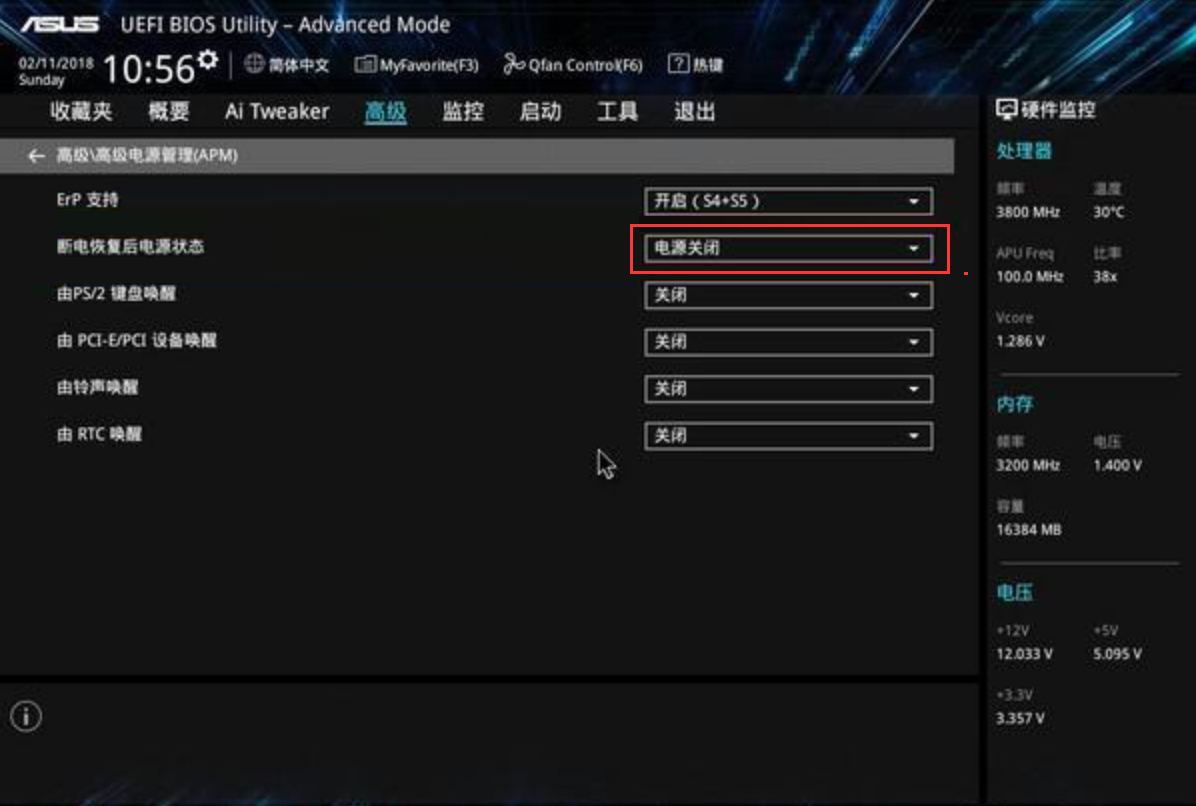 ASUS UEFI BIOS Utility – Advanced Mode
02/11/2018 Sunday 10:56 简体中文 MyFavorite(F3) Qfan Control(F6) ?热键
收藏夹 概要 Ai Tweaker 高级 监控 启动 工具 退出
← 高级\高级电源管理(APM)
ErP 支持 开启（S4+S5）
断电恢复后电源状态 电源关闭
由PS/2 键盘唤醒 关闭
由 PCI-E/PCI 设备唤醒 关闭
由铃声唤醒 关闭
由 RTC 唤醒 关闭
硬件监控
处理器
频率 温度
3800 MHz 30°C
APU Freq 比率
100.0 MHz 38x
Vcore
1.286 V
内存
频率 电压
3200 MHz 1.400 V
容量
16384 MB
电压
+12V +5V
12.033 V 5.095 V
+3.3V
3.357 V